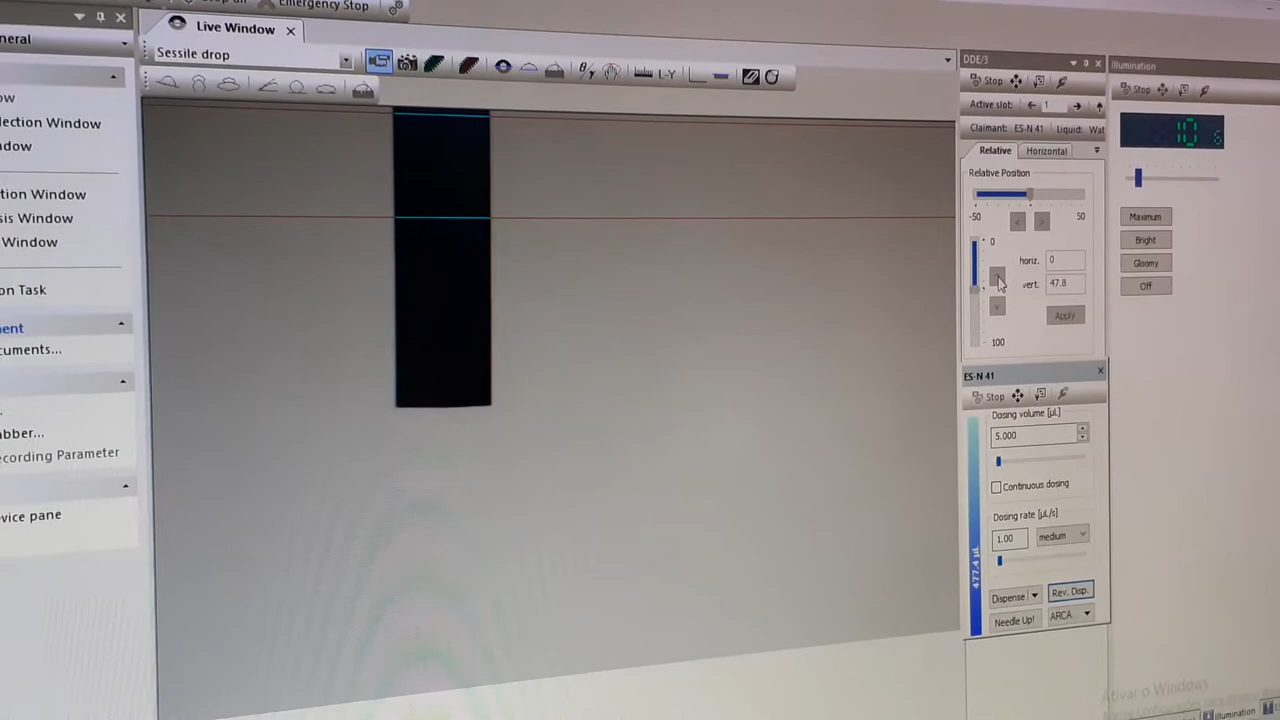 Emergency Stop
neral
Live Window
Sessile drop
θ/γ
L-Y
w
lection Window
ndow
tion Window
sis Window
Window
on Task
ent
cuments...
abber...
ecording Parameter
evice pane
DDE/3
Stop
Active slot: 1
Claimant: ES-N 41 Liquid: Wat
Relative Horizontal
Relative Position
-50 50
< >
0
horiz. 0
vert. 47.8
Apply
100
ES-N 41
Stop
Dosing volume [µL]
5.000
Continuous dosing
Dosing rate [µL/s]
1.00 medium
477.4 µL
Dispense Rev. Disp.
Needle Up! ARCA
Illumination
Stop
10
Maximum
Bright
Gloomy
Off
Ativar o Windows
Illumination